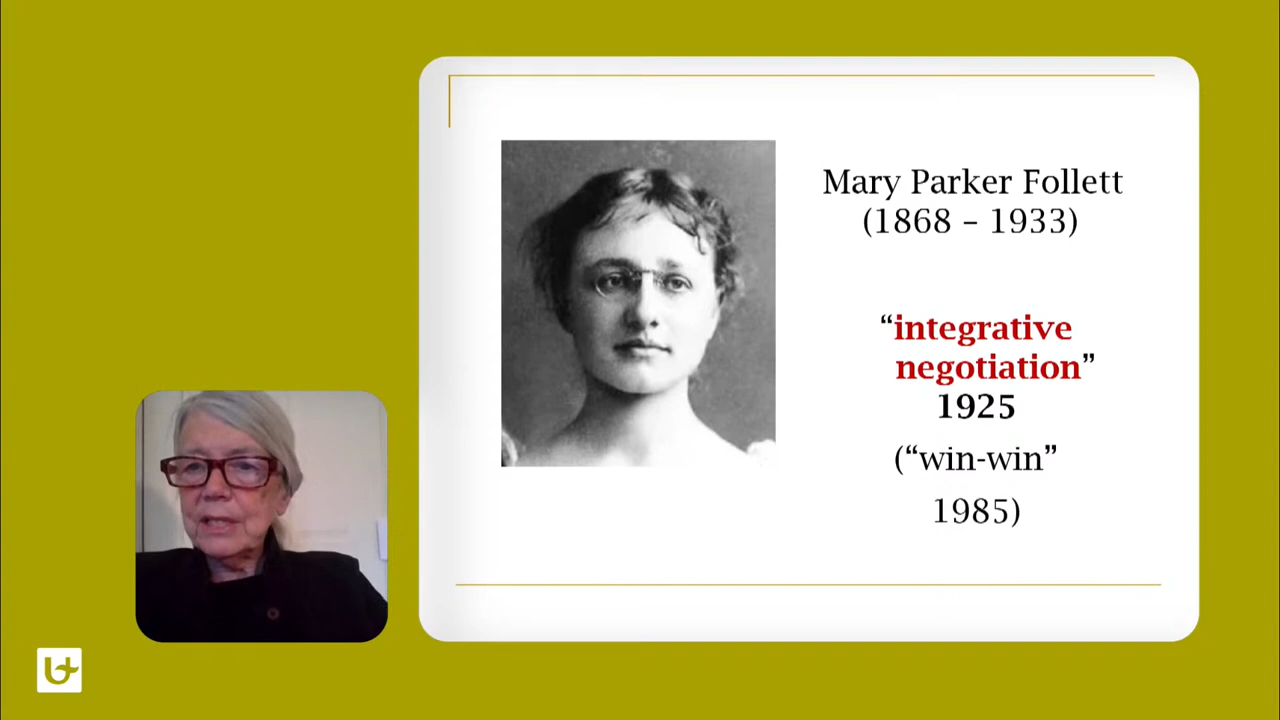 Mary Parker Follett
(1868 – 1933)
“integrative
negotiation”
1925
(“win-win”
1985)